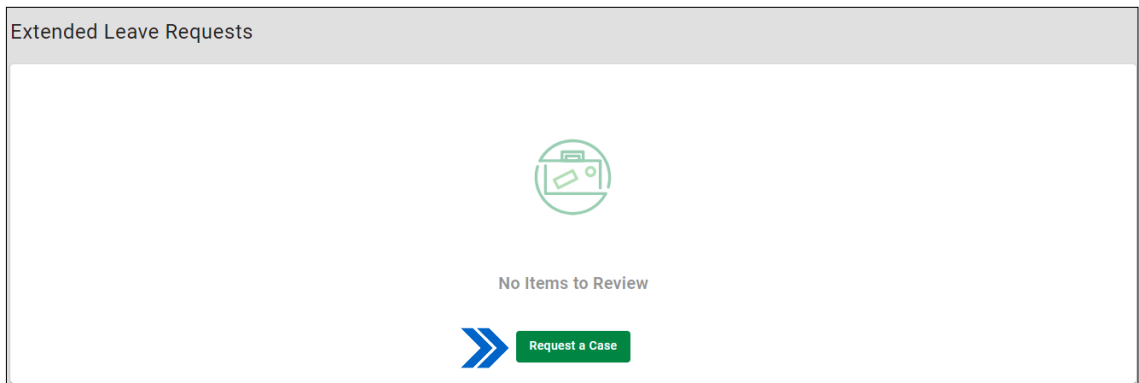 Extended Leave Requests
No Items to Review
Request a Case